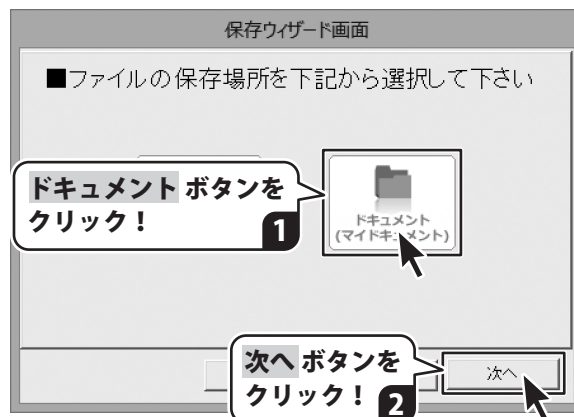 保存ウィザード画面
■ファイルの保存場所を下記から選択して下さい
ドキュメント ボタンを
クリック！
1
ドキュメント
(マイドキュメント)
次へ ボタンを
クリック！
2
次へ